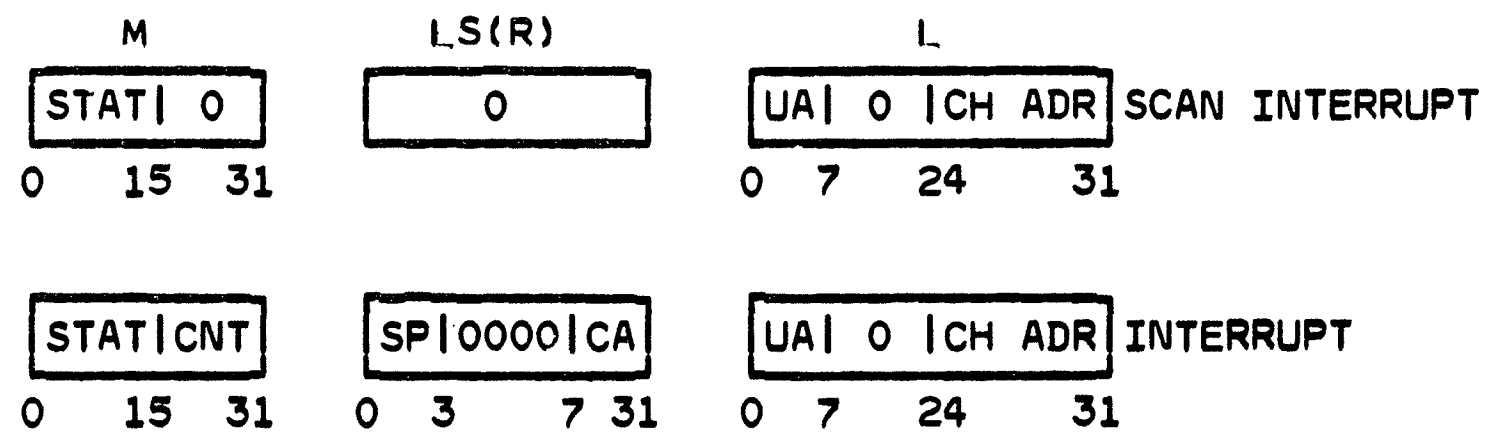 M LS(R) L
STAT| 0 0 UA| 0 |CH ADR SCAN INTERRUPT
0 15 31 0 7 24 31
STAT|CNT SP|0000|CA UA| 0 |CH ADR INTERRUPT
0 15 31 0 3 7 31 0 7 24 31